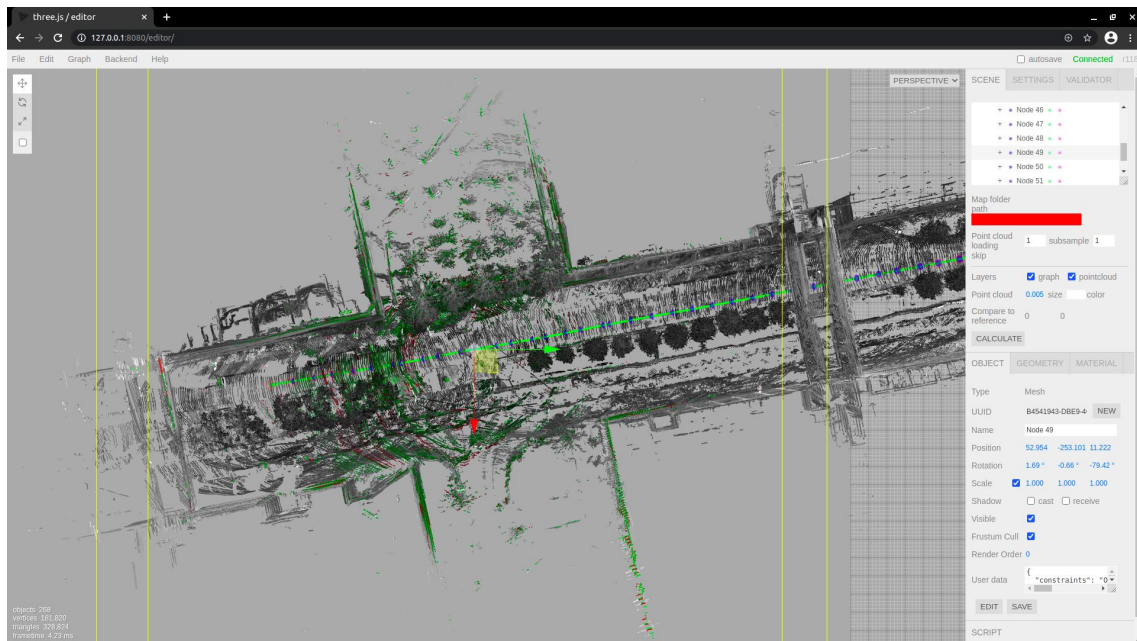 three.js / editor
127.0.0.1:8080/editor/
File Edit Graph Backend Help
autosave Connected
PERSPECTIVE
SCENE SETTINGS VALIDATOR
+ Node 46
+ Node 47
+ Node 48
+ Node 49
+ Node 50
+ Node 51
Map folder
path
Point cloud
loading
skip
1 subsample 1
Layers graph pointcloud
Point cloud 0.005 size color
Compare to
reference
0 0
CALCULATE
OBJECT GEOMETRY MATERIAL
Type Mesh
UUID B4541943-DBE9-4 NEW
Name Node 49
Position 52.954 -253.101 11.222
Rotation 1.69 ° -0.66 ° -79.42 °
Scale 1.000 1.000 1.000
Shadow cast receive
Visible
Frustum Cull
Render Order 0
User data {
"constraints": "0
EDIT SAVE
SCRIPT
objects 268
vertices 161,820
triangles 328,824
frametime 4.23 ms